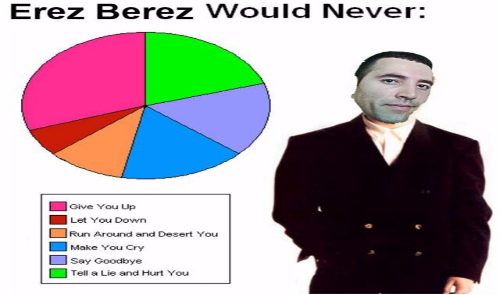 Erez Berez Would Never:
Give You Up
Let You Down
Run Around and Desert You
Make You Cry
Say Goodbye
Tell a Lie and Hurt You